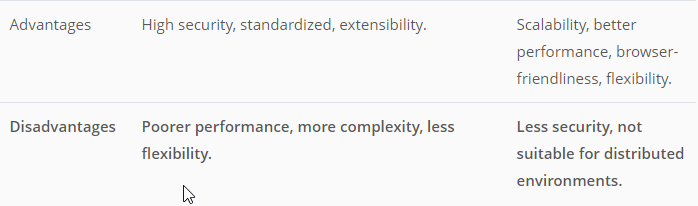 Advantages
High security, standardized, extensibility.
Scalability, better
performance, browser-
friendliness, flexibility.
Disadvantages
Poorer performance, more complexity, less
flexibility.
Less security, not
suitable for distributed
environments.